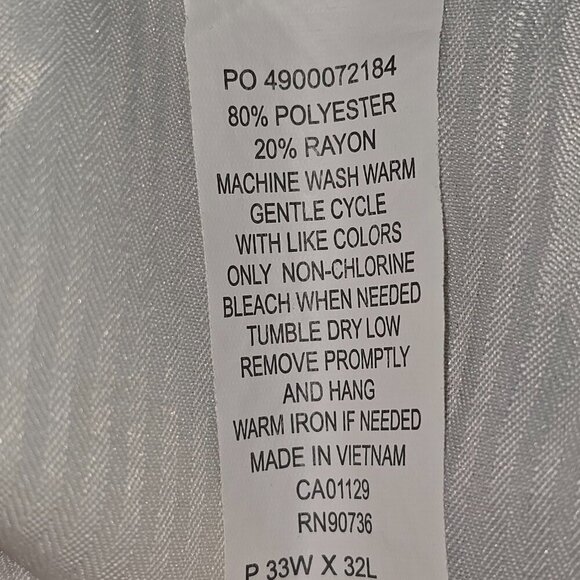 PO 4900072184
80% POLYESTER
20% RAYON
MACHINE WASH WARM
GENTLE CYCLE
WITH LIKE COLORS
ONLY NON-CHLORINE
BLEACH WHEN NEEDED
TUMBLE DRY LOW
REMOVE PROMPTLY
AND HANG
WARM IRON IF NEEDED
MADE IN VIETNAM
CA01129
RN90736
P 33W X 32L